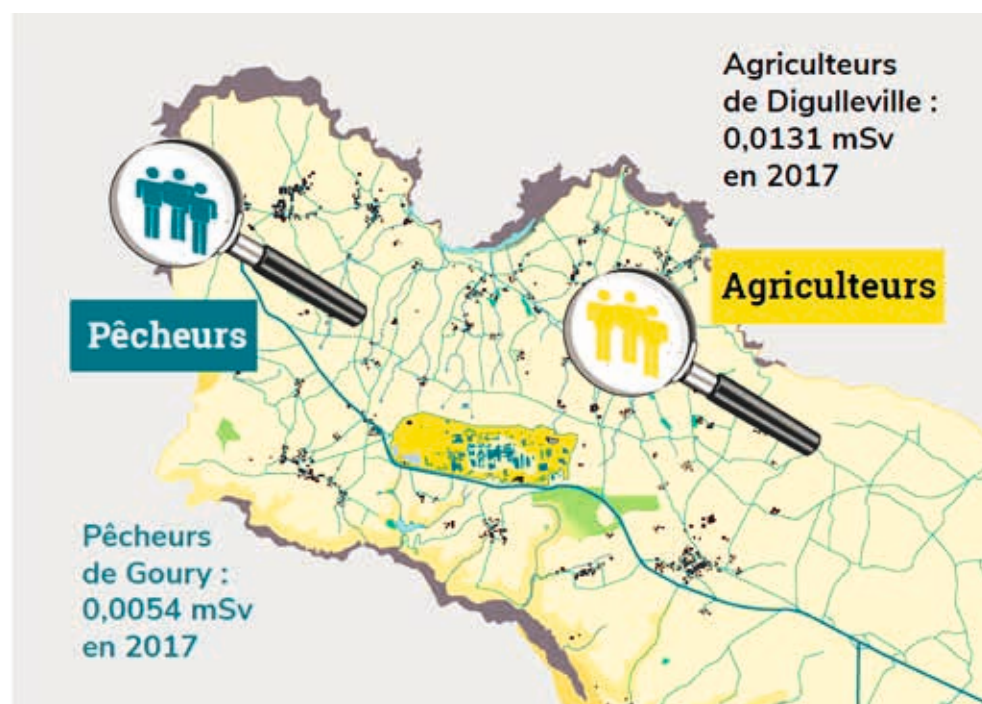 Agriculteurs
de Digulleville :
0,0131 mSv
en 2017
Agriculteurs
Pêcheurs
Pêcheurs
de Goury :
0,0054 mSv
en 2017